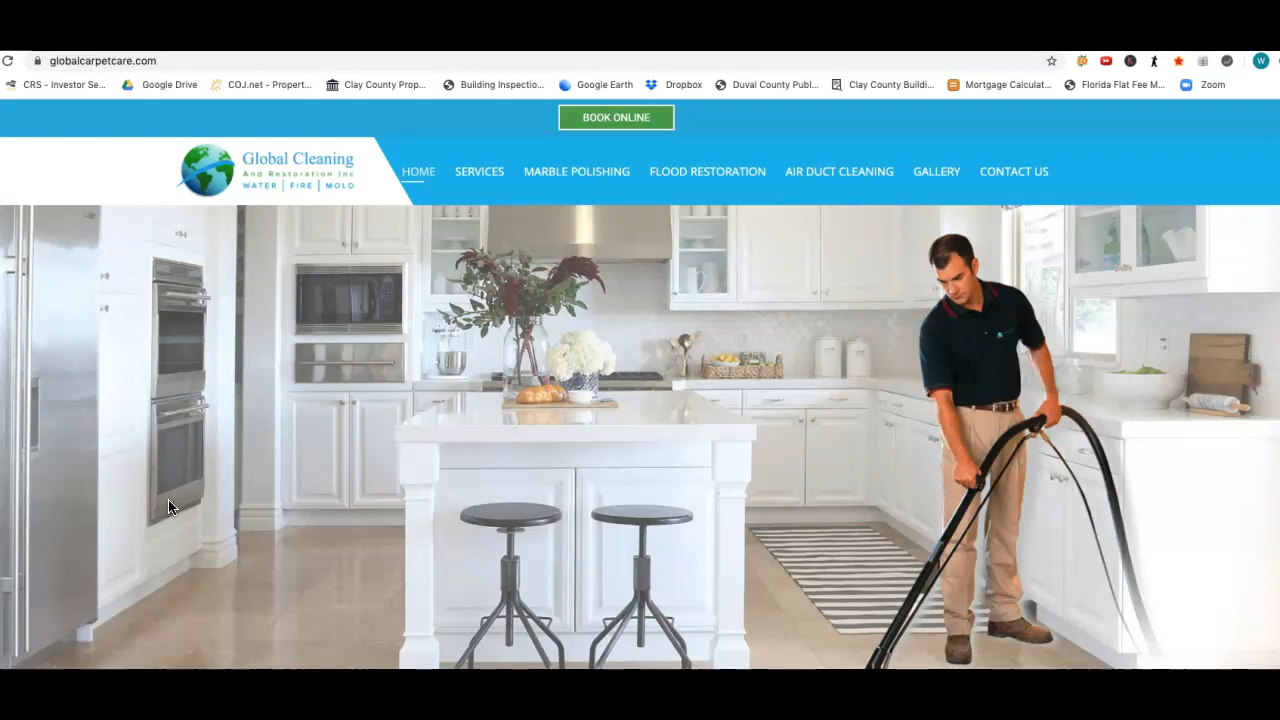 globalcarpetcare.com
W
CRS - Investor Se... Google Drive COJ.net - Propert... Clay County Prop... Building Inspectio... Google Earth Dropbox Duval County Publ... Clay County Buildi... Mortgage Calculat... Florida Flat Fee M... Zoom
BOOK ONLINE
Global Cleaning
And Restoration Inc
WATER | FIRE | MOLD
HOME SERVICES MARBLE POLISHING FLOOD RESTORATION AIR DUCT CLEANING GALLERY CONTACT US